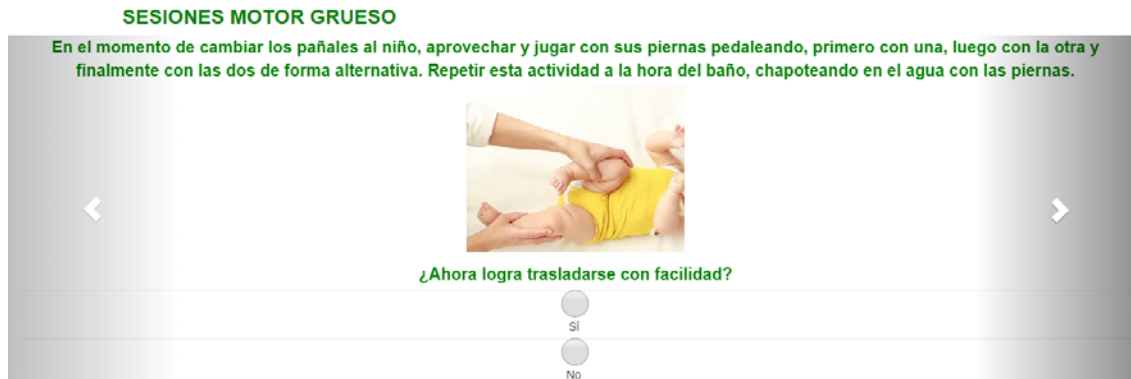 SESIONES MOTOR GRUESO
En el momento de cambiar los pañales al niño, aprovechar y jugar con sus piernas pedaleando, primero con una, luego con la otra y
finalmente con las dos de forma alternativa. Repetir esta actividad a la hora del baño, chapoteando en el agua con las piernas.
¿Ahora logra trasladarse con facilidad?
Sí
No